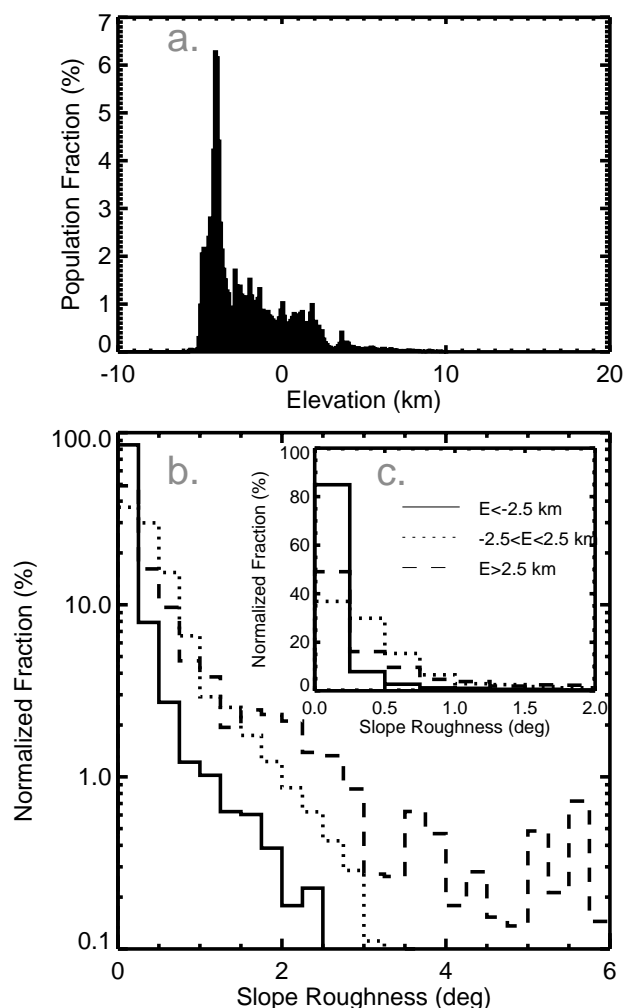 a.
7
6
5
4
3
2
1
0
Population Fraction (%)
-10 0 10 20
Elevation (km)
b.
100.0
10.0
1.0
0.1
Normalized Fraction (%)
0 2 4 6
Slope Roughness (deg)
c.
100
80
60
40
20
0
Normalized Fraction (%)
E<-2.5 km
-2.5<E<2.5 km
E>2.5 km
0.0 0.5 1.0 1.5 2.0
Slope Roughness (deg)